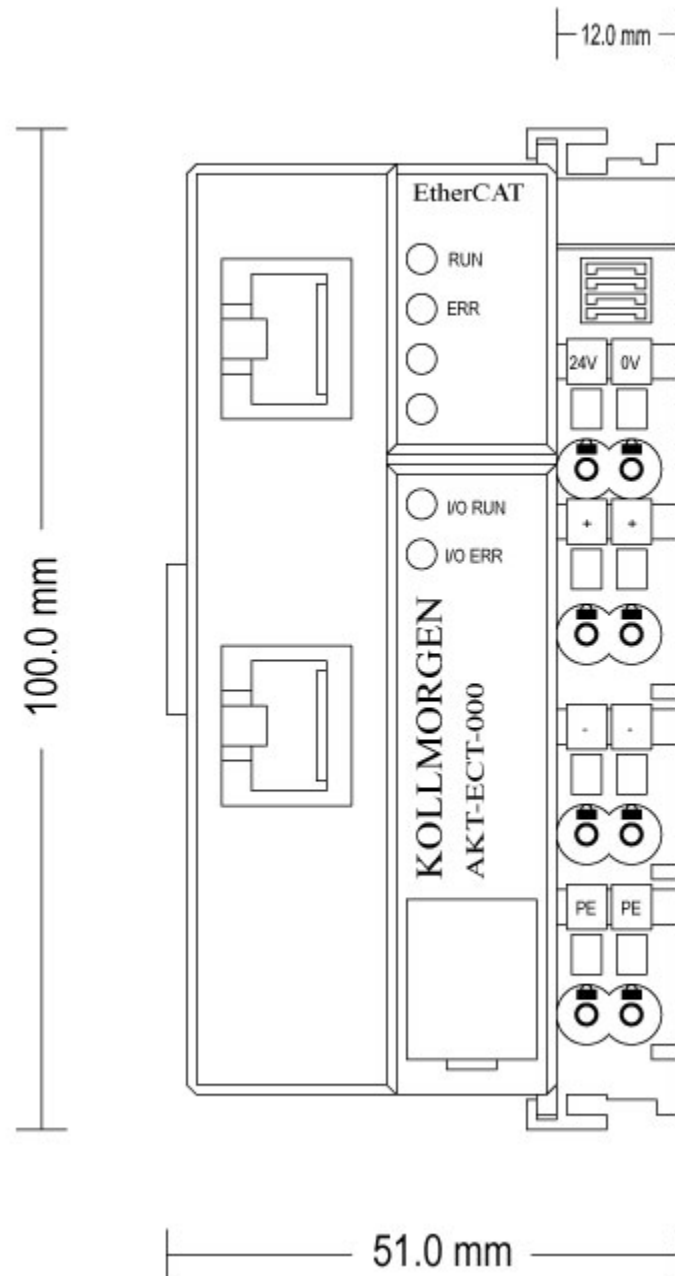 12.0 mm
EtherCAT
RUN
ERR
24V 0V
I/O RUN
+ +
I/O ERR
100.0 mm
KOLLMORGEN
AKT-ECT-000
- -
PE PE
51.0 mm